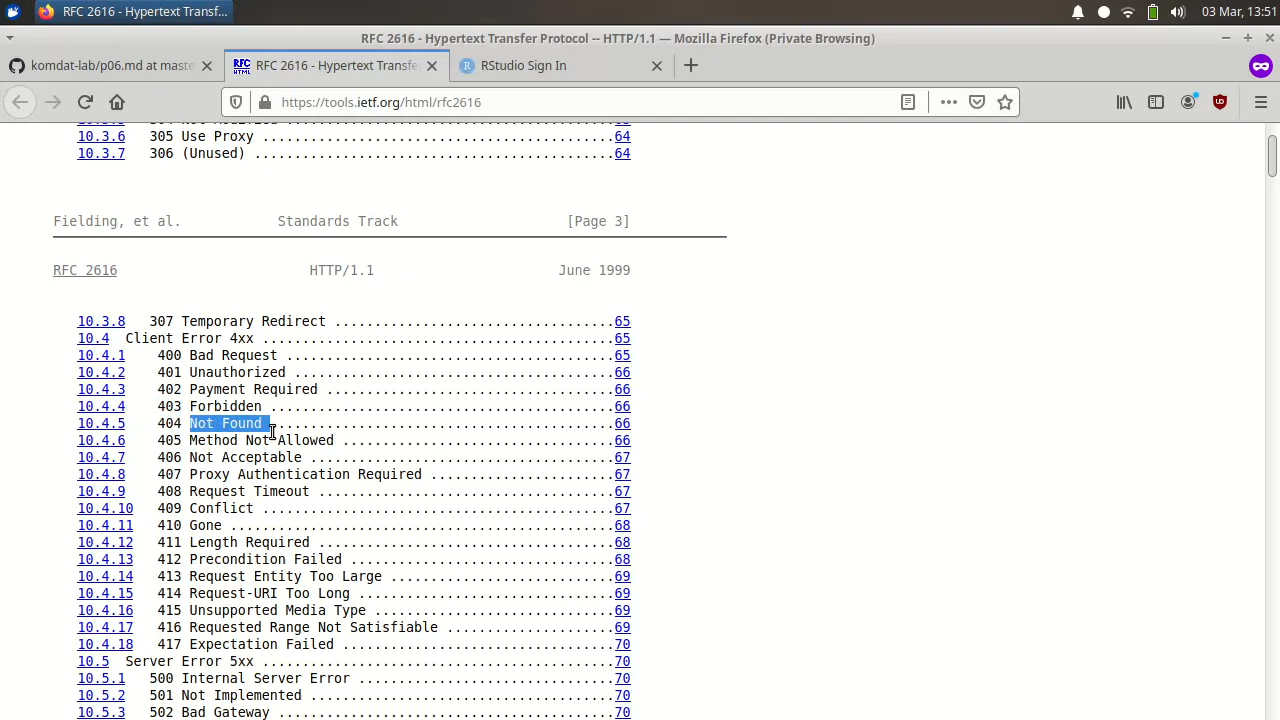 RFC 2616 - Hypertext Transf...
03 Mar, 13:51
RFC 2616 - Hypertext Transfer Protocol -- HTTP/1.1 — Mozilla Firefox (Private Browsing)
komdat-lab/p06.md at maste
RFC 2616 - Hypertext Transfe
RStudio Sign In
https://tools.ietf.org/html/rfc2616
10.3.6 305 Use Proxy ............................................64
10.3.7 306 (Unused) .............................................64
Fielding, et al. Standards Track [Page 3]
RFC 2616 HTTP/1.1 June 1999
10.3.8 307 Temporary Redirect ...................................65
10.4 Client Error 4xx ............................................65
10.4.1 400 Bad Request .........................................65
10.4.2 401 Unauthorized ........................................66
10.4.3 402 Payment Required ....................................66
10.4.4 403 Forbidden ...........................................66
10.4.5 404 Not Found ...........................................66
10.4.6 405 Method Not Allowed ..................................66
10.4.7 406 Not Acceptable ......................................67
10.4.8 407 Proxy Authentication Required .......................67
10.4.9 408 Request Timeout .....................................67
10.4.10 409 Conflict ............................................67
10.4.11 410 Gone ................................................68
10.4.12 411 Length Required .....................................68
10.4.13 412 Precondition Failed .................................68
10.4.14 413 Request Entity Too Large ............................69
10.4.15 414 Request-URI Too Long ................................69
10.4.16 415 Unsupported Media Type ..............................69
10.4.17 416 Requested Range Not Satisfiable .....................69
10.4.18 417 Expectation Failed ..................................70
10.5 Server Error 5xx ............................................70
10.5.1 500 Internal Server Error ................................70
10.5.2 501 Not Implemented ......................................70
10.5.3 502 Bad Gateway ..........................................70